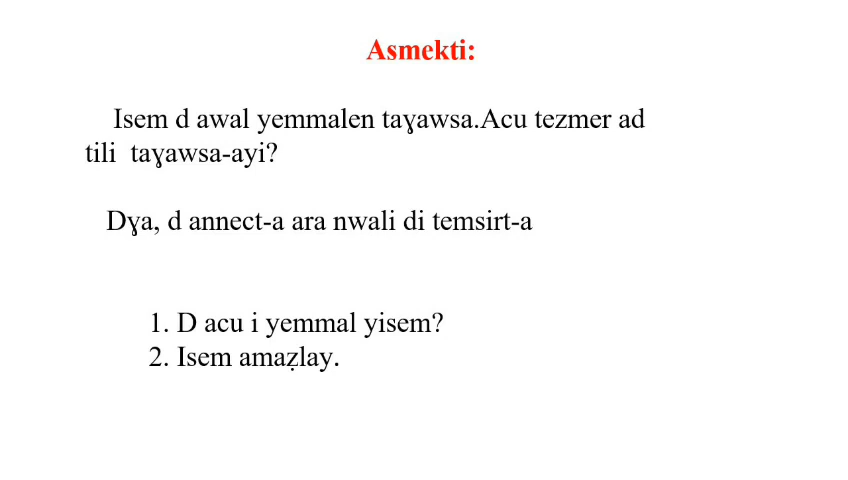 Asmekti:
Isem d awal yemmalen taɣawsa.Acu tezmer ad
tili taɣawsa-ayi?
Dɣa, d annect-a ara nwali di temsirt-a
1. D acu i yemmal yisem?
2. Isem amaẓlay.